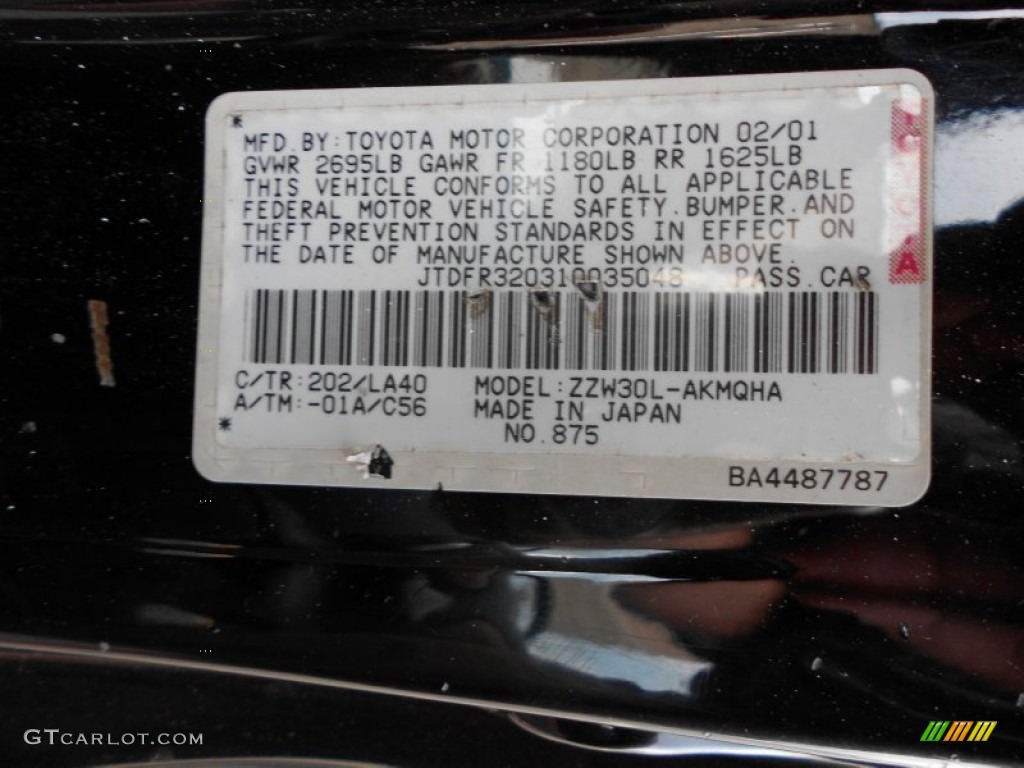 MFD.BY:TOYOTA MOTOR CORPORATION 02/01
GVWR 2695LB GAWR FR 1180LB RR 1625LB
THIS VEHICLE CONFORMS TO ALL APPLICABLE
FEDERAL MOTOR VEHICLE SAFETY.BUMPER.AND
THEFT PREVENTION STANDARDS IN EFFECT ON
THE DATE OF MANUFACTURE SHOWN ABOVE.
JTDFR320310035048 PASS.CAR
C/TR:202/LA40 MODEL:ZZW30L-AKMQHA
A/TM:-01A/C56 MADE IN JAPAN
NO.875
BA4487787
GTCARLOT.COM